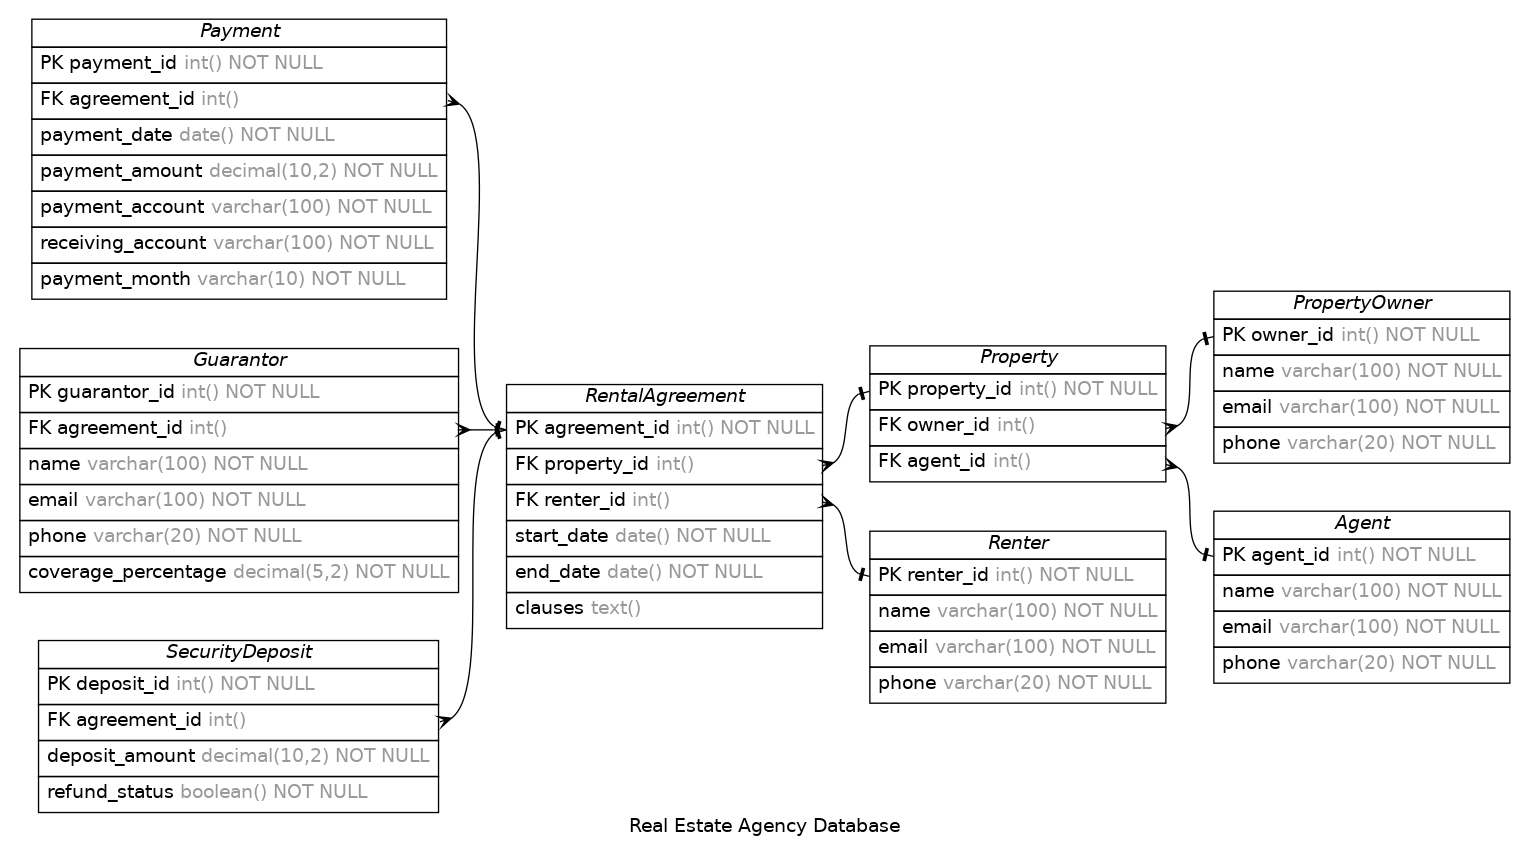 Payment
PK payment_id int() NOT NULL
FK agreement_id int()
payment_date date() NOT NULL
payment_amount decimal(10,2) NOT NULL
payment_account varchar(100) NOT NULL
receiving_account varchar(100) NOT NULL
payment_month varchar(10) NOT NULL
Guarantor
PK guarantor_id int() NOT NULL
FK agreement_id int()
name varchar(100) NOT NULL
email varchar(100) NOT NULL
phone varchar(20) NOT NULL
coverage_percentage decimal(5,2) NOT NULL
SecurityDeposit
PK deposit_id int() NOT NULL
FK agreement_id int()
deposit_amount decimal(10,2) NOT NULL
refund_status boolean() NOT NULL
RentalAgreement
PK agreement_id int() NOT NULL
FK property_id int()
FK renter_id int()
start_date date() NOT NULL
end_date date() NOT NULL
clauses text()
Property
PK property_id int() NOT NULL
FK owner_id int()
FK agent_id int()
Renter
PK renter_id int() NOT NULL
name varchar(100) NOT NULL
email varchar(100) NOT NULL
phone varchar(20) NOT NULL
PropertyOwner
PK owner_id int() NOT NULL
name varchar(100) NOT NULL
email varchar(100) NOT NULL
phone varchar(20) NOT NULL
Agent
PK agent_id int() NOT NULL
name varchar(100) NOT NULL
email varchar(100) NOT NULL
phone varchar(20) NOT NULL
Real Estate Agency Database